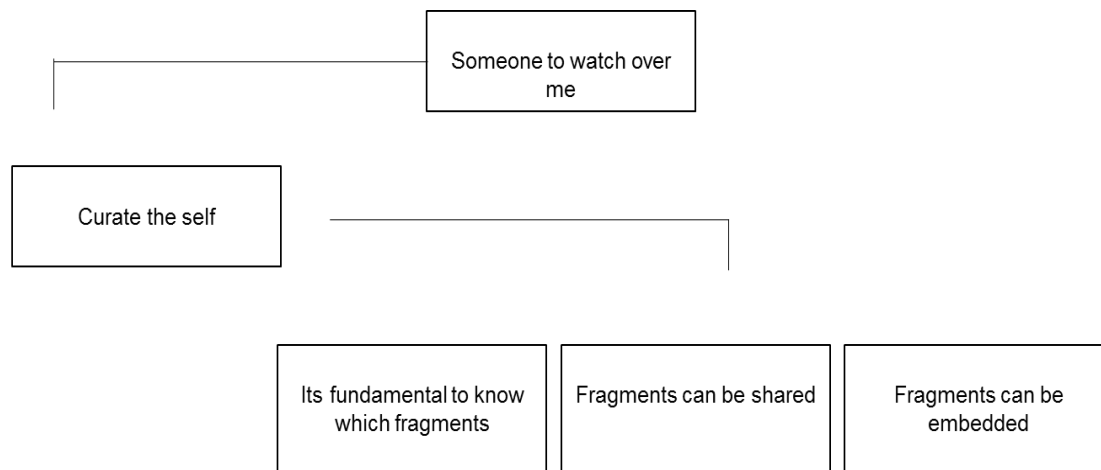 Someone to watch over
me
Curate the self
Its fundamental to know
which fragments
Fragments can be shared
Fragments can be
embedded